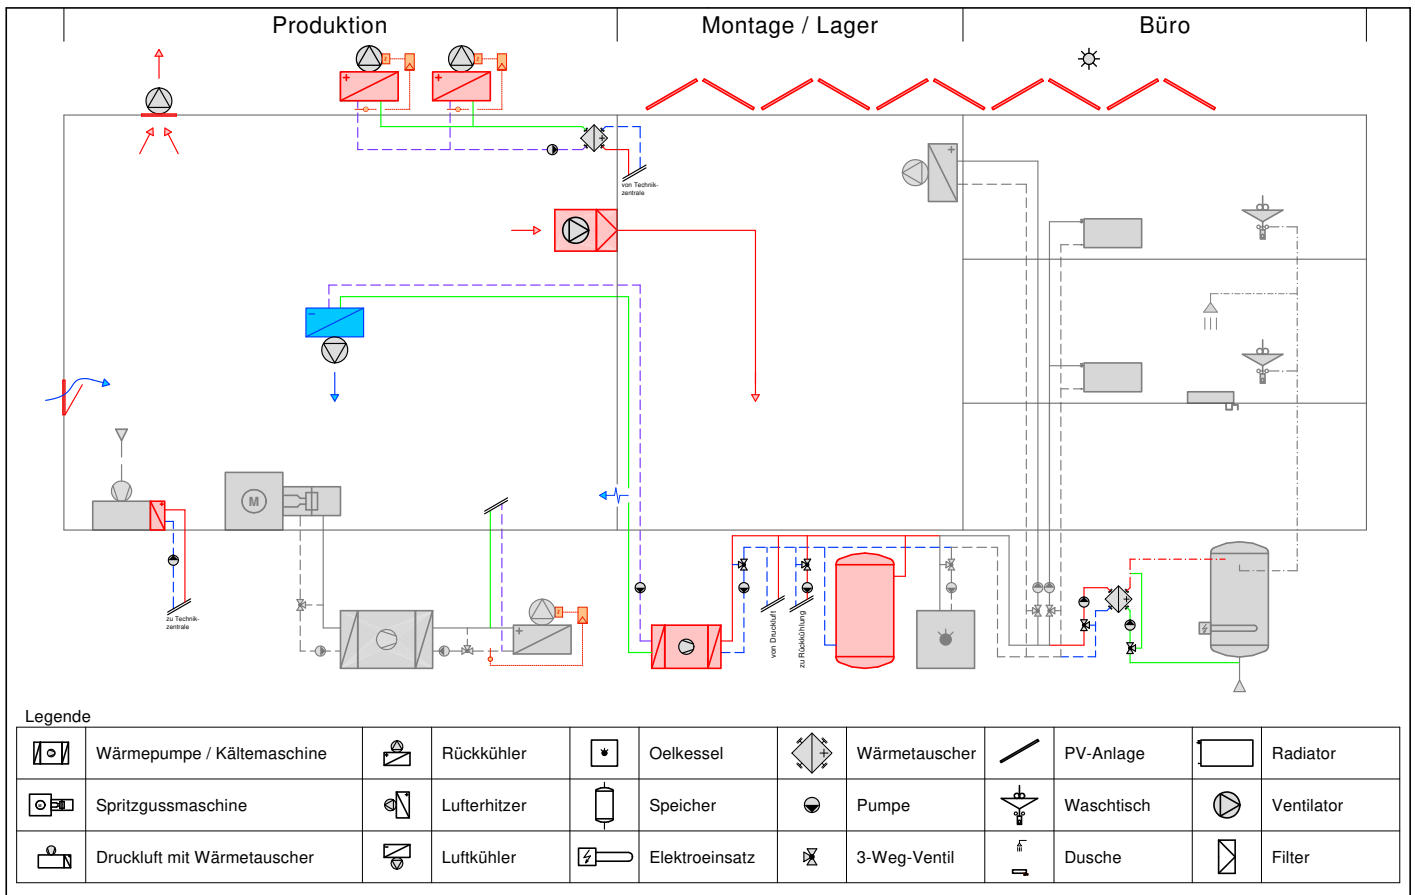 Produktion
Montage / Lager
Büro
von Technik-
zentrale
M
zu Technik-
zentrale
von Druckluft
zu Rückkühlung
Legende
Wärmepumpe / Kältemaschine
Rückkühler
Oelkessel
Wärmetauscher
PV-Anlage
Radiator
Spritzgussmaschine
Lufterhitzer
Speicher
Pumpe
Waschtisch
Ventilator
Druckluft mit Wärmetauscher
Luftkühler
Elektroeinsatz
3-Weg-Ventil
Dusche
Filter